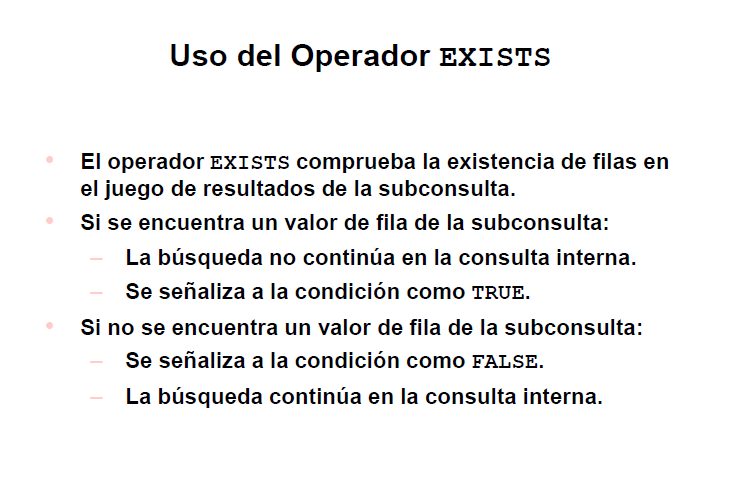 Uso del Operador EXISTS
• El operador EXISTS comprueba la existencia de filas en
el juego de resultados de la subconsulta.
• Si se encuentra un valor de fila de la subconsulta:
– La búsqueda no continúa en la consulta interna.
– Se señaliza a la condición como TRUE.
• Si no se encuentra un valor de fila de la subconsulta:
– Se señaliza a la condición como FALSE.
– La búsqueda continúa en la consulta interna.